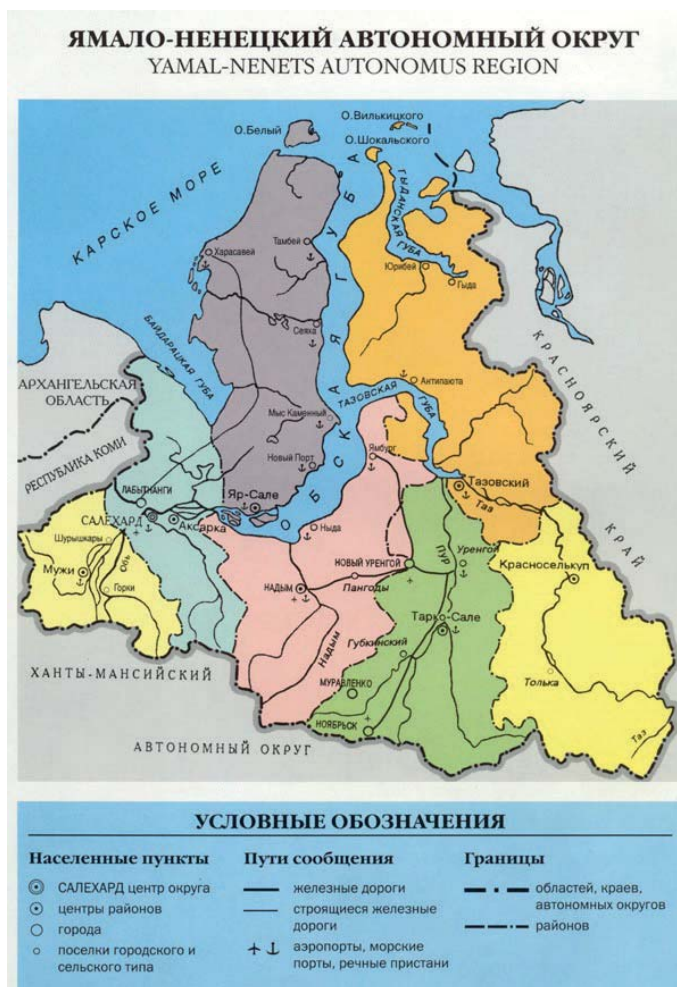 ЯМАЛО-НЕНЕЦКИЙ АВТОНОМНЫЙ ОКРУГ
YAMAL-NENETS AUTONOMUS REGION
О.Белый
О.Вилькицкого
О.Шокальского
КАРСКОЕ МОРЕ
ГЫДАНСКАЯ ГУБА
ОБСКАЯ ГУБА
Харасавей
Тамбей
Юрибей
Гыда
Сеяха
БАЙДАРАЦКАЯ ГУБА
КРАСНОЯРСКИЙ
КРАЙ
АРХАНГЕЛЬСКАЯ
ОБЛАСТЬ
Антипаюта
ТАЗОВСКАЯ
ГУБА
Мыс Каменный
РЕСПУБЛИКА КОМИ
Новый Порт
Ямбург
ЛАБЫТНАНГИ
Яр-Сале
Тазовский
Таз
САЛЕХАРД
Аксарка
Ныда
Шурышкары
Обь
ПУР
Уренгой
Красноселькуп
Мужи
Горки
НОВЫЙ УРЕНГОЙ
НАДЫМ
Пангоды
Тарко-Сале
Надым
Губкинский
ХАНТЫ-МАНСИЙСКИЙ
МУРАВЛЕНКО
Толька
НОЯБРЬСК
Таз
АВТОНОМНЫЙ ОКРУГ
УСЛОВНЫЕ ОБОЗНАЧЕНИЯ
Населенные пункты
САЛЕХАРД центр округа
центры районов
города
поселки городского и
сельского типа
Пути сообщения
железные дороги
строящиеся железные
дороги
аэропорты, морские
порты, речные пристани
Границы
областей, краев,
автономных округов
районов